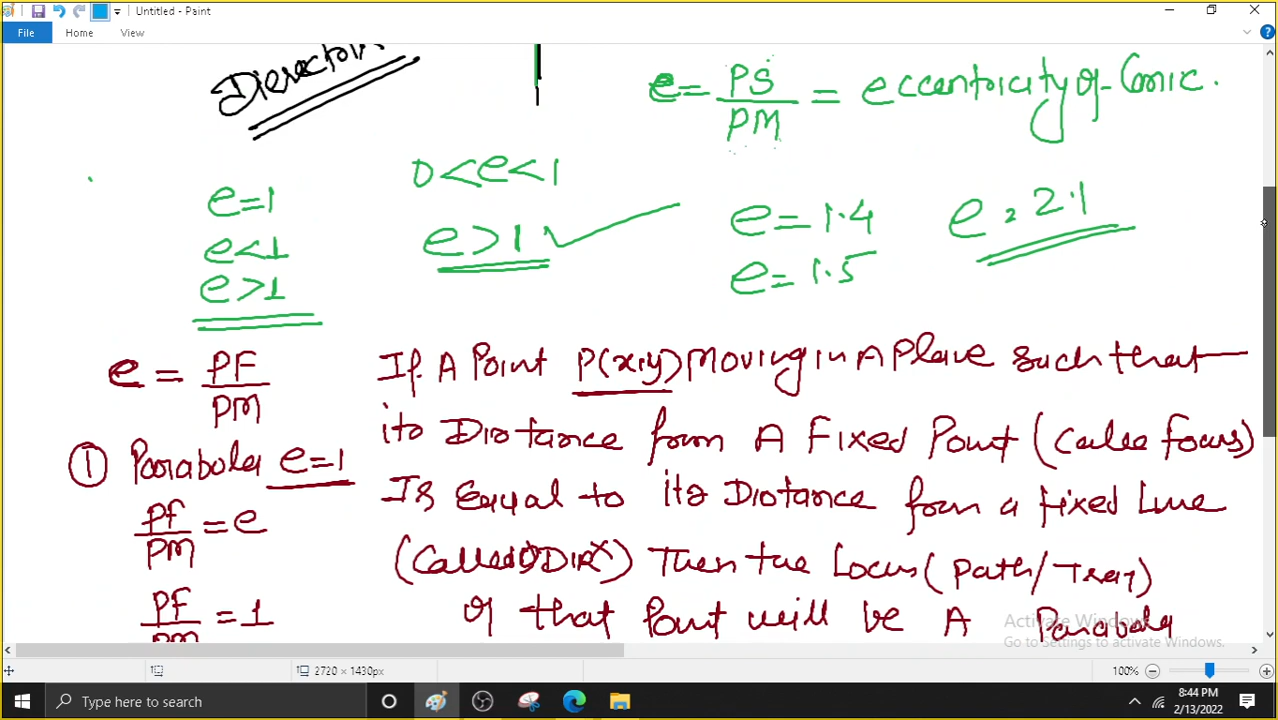 Untitled - Paint
File Home View
e = PS / PM = eccentricity of Conic.
0<e<1
e=1
e<1
e>1
e>1
e=1.4
e=1.5
e=2.1
e = PF / PM
If A Point P(x,y) Moving in A Plane Such that
its Distance from A Fixed Point (Calle focus)
① Parabola e=1
Is Equal to its Distance from a fixed Line
Pf / PM = e
(Called DIRX) Then the Locus (Path/Tray)
PF / PM = 1
of that Point will be A Parabola
Activate Windows
Go to Settings to activate Windows.
2720 × 1430px
100%
Type here to search
8:44 PM
2/13/2022